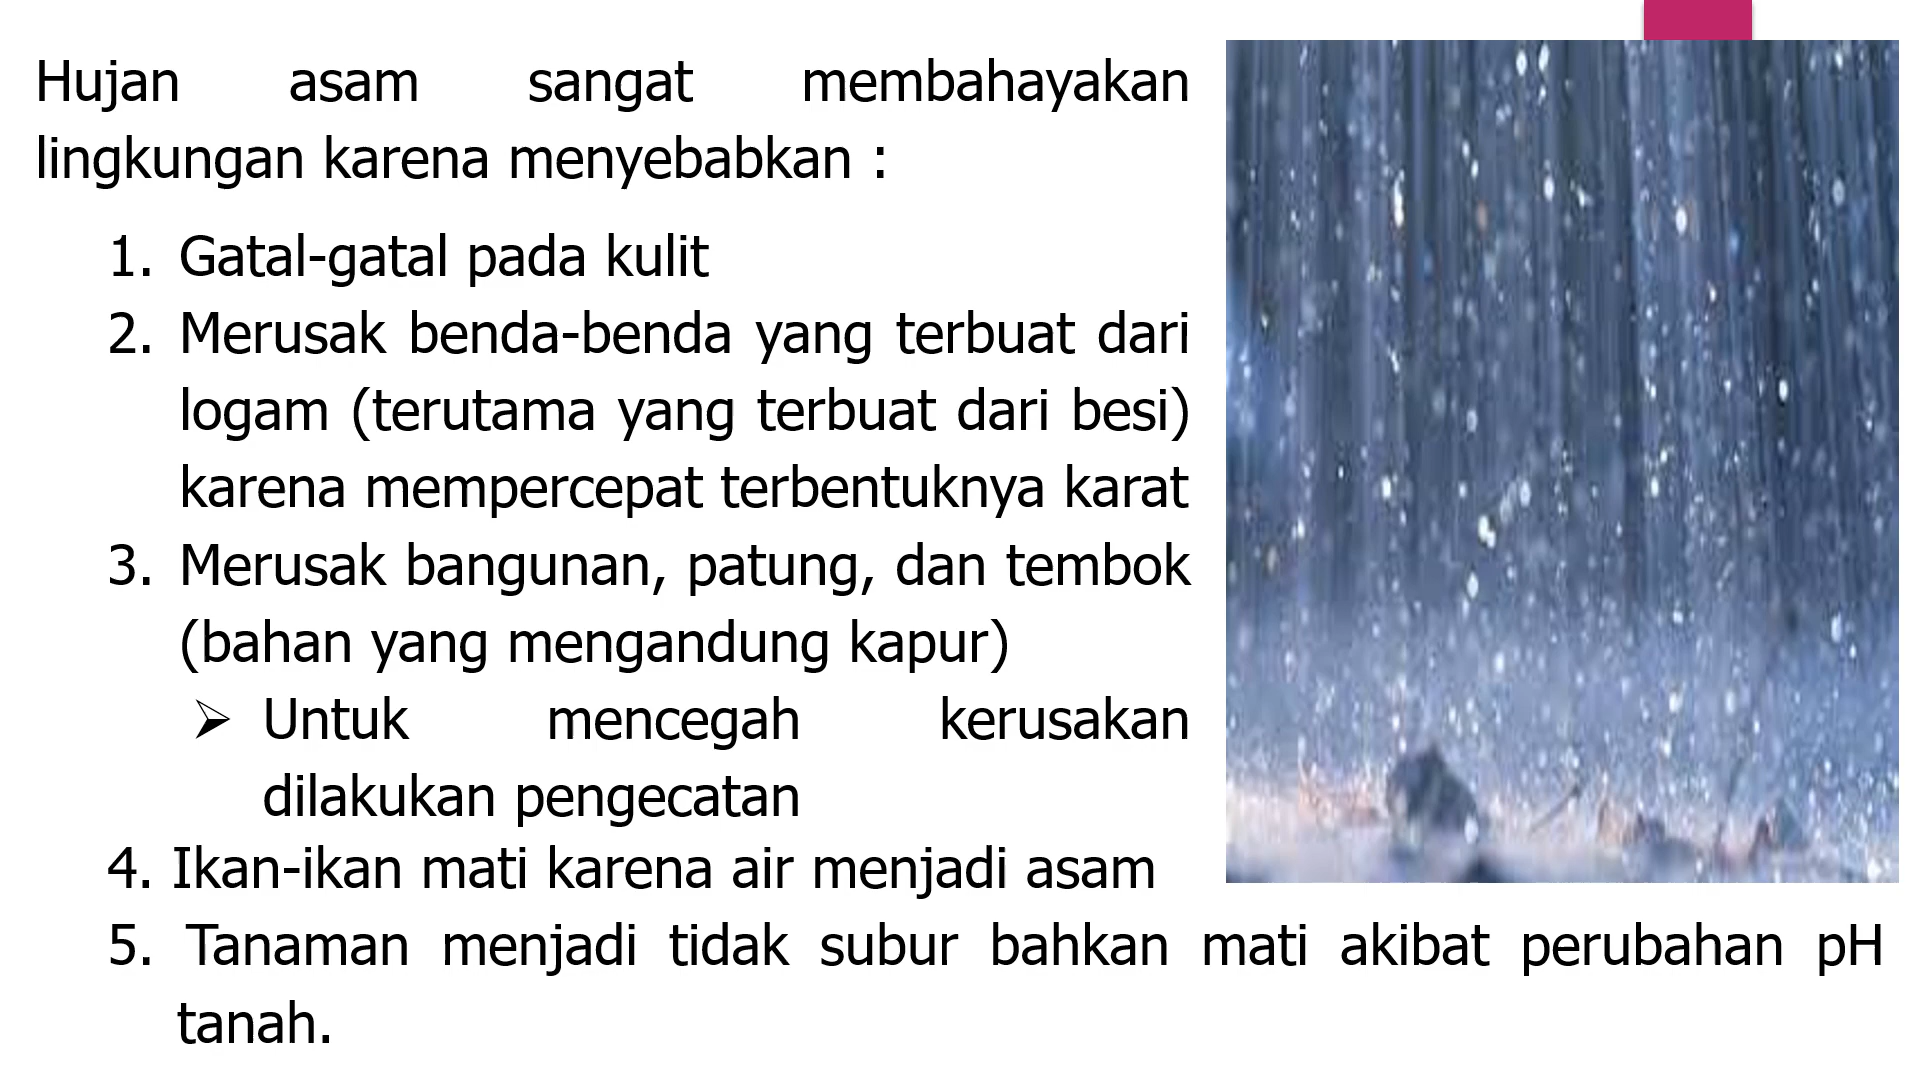 Hujan asam sangat membahayakan
lingkungan karena menyebabkan :
1. Gatal-gatal pada kulit
2. Merusak benda-benda yang terbuat dari
logam (terutama yang terbuat dari besi)
karena mempercepat terbentuknya karat
3. Merusak bangunan, patung, dan tembok
(bahan yang mengandung kapur)
➢ Untuk mencegah kerusakan
dilakukan pengecatan
4. Ikan-ikan mati karena air menjadi asam
5. Tanaman menjadi tidak subur bahkan mati akibat perubahan pH
tanah.